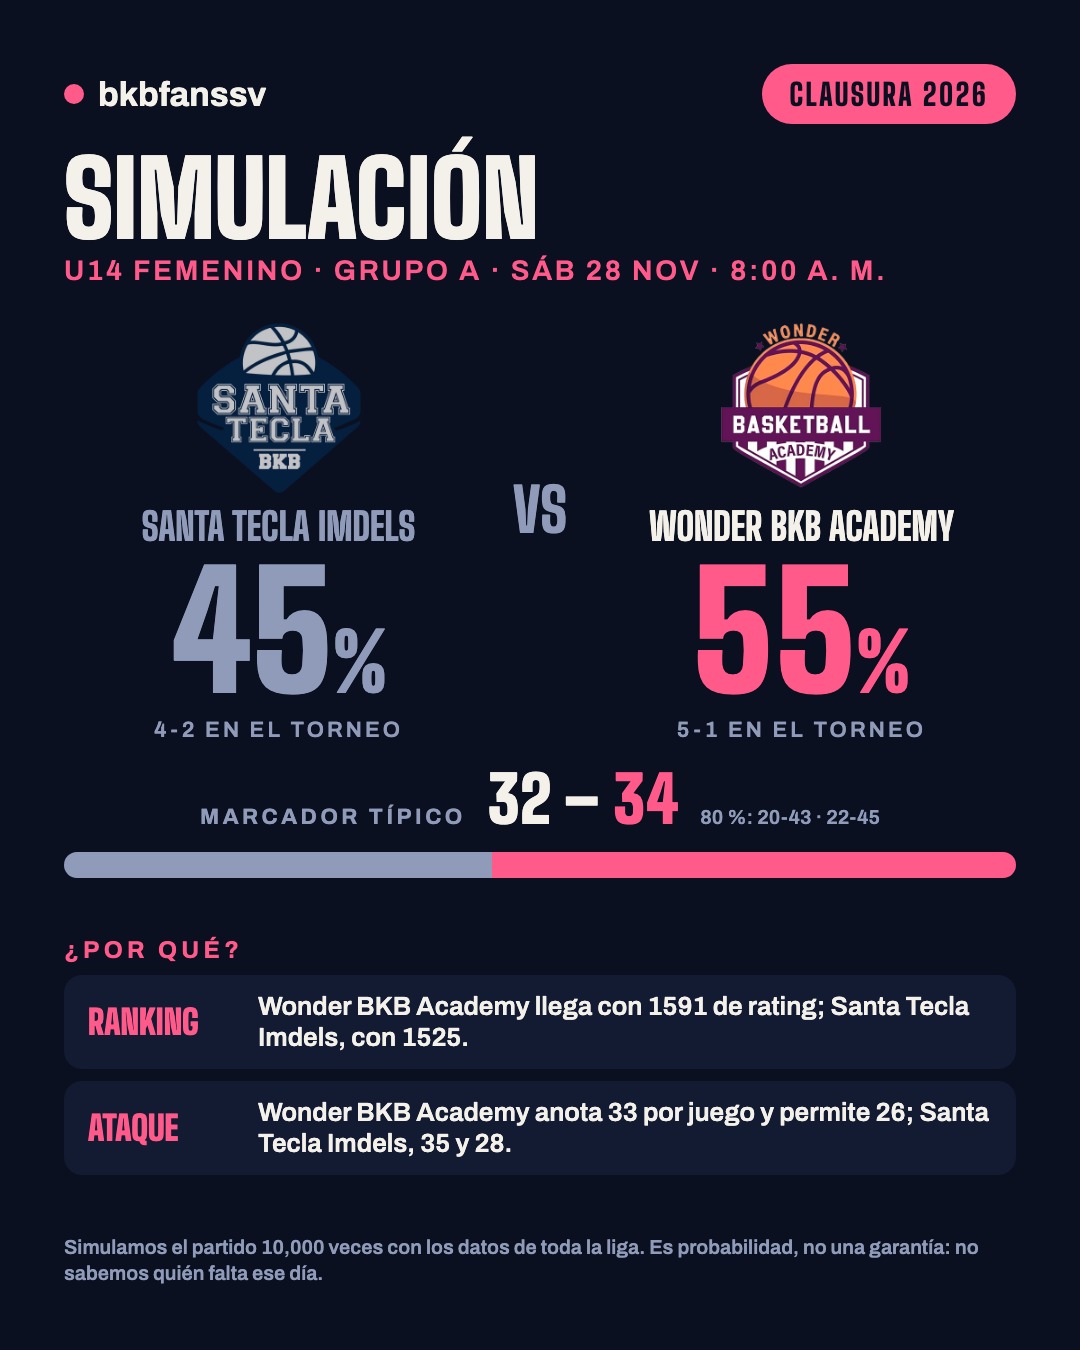 bkbfanssv
CLAUSURA 2026
SIMULACIÓN
U14 FEMENINO · GRUPO A · SÁB 28 NOV · 8:00 A. M.
SANTA
TECLA
BKB
WONDER
BASKETBALL
ACADEMY
VS
SANTA TECLA IMDELS
WONDER BKB ACADEMY
45%
55%
4-2 EN EL TORNEO
5-1 EN EL TORNEO
MARCADOR TÍPICO 32 – 34 80 %: 20-43 · 22-45
¿POR QUÉ?
RANKING
Wonder BKB Academy llega con 1591 de rating; Santa Tecla
Imdels, con 1525.
ATAQUE
Wonder BKB Academy anota 33 por juego y permite 26; Santa
Tecla Imdels, 35 y 28.
Simulamos el partido 10,000 veces con los datos de toda la liga. Es probabilidad, no una garantía: no
sabemos quién falta ese día.